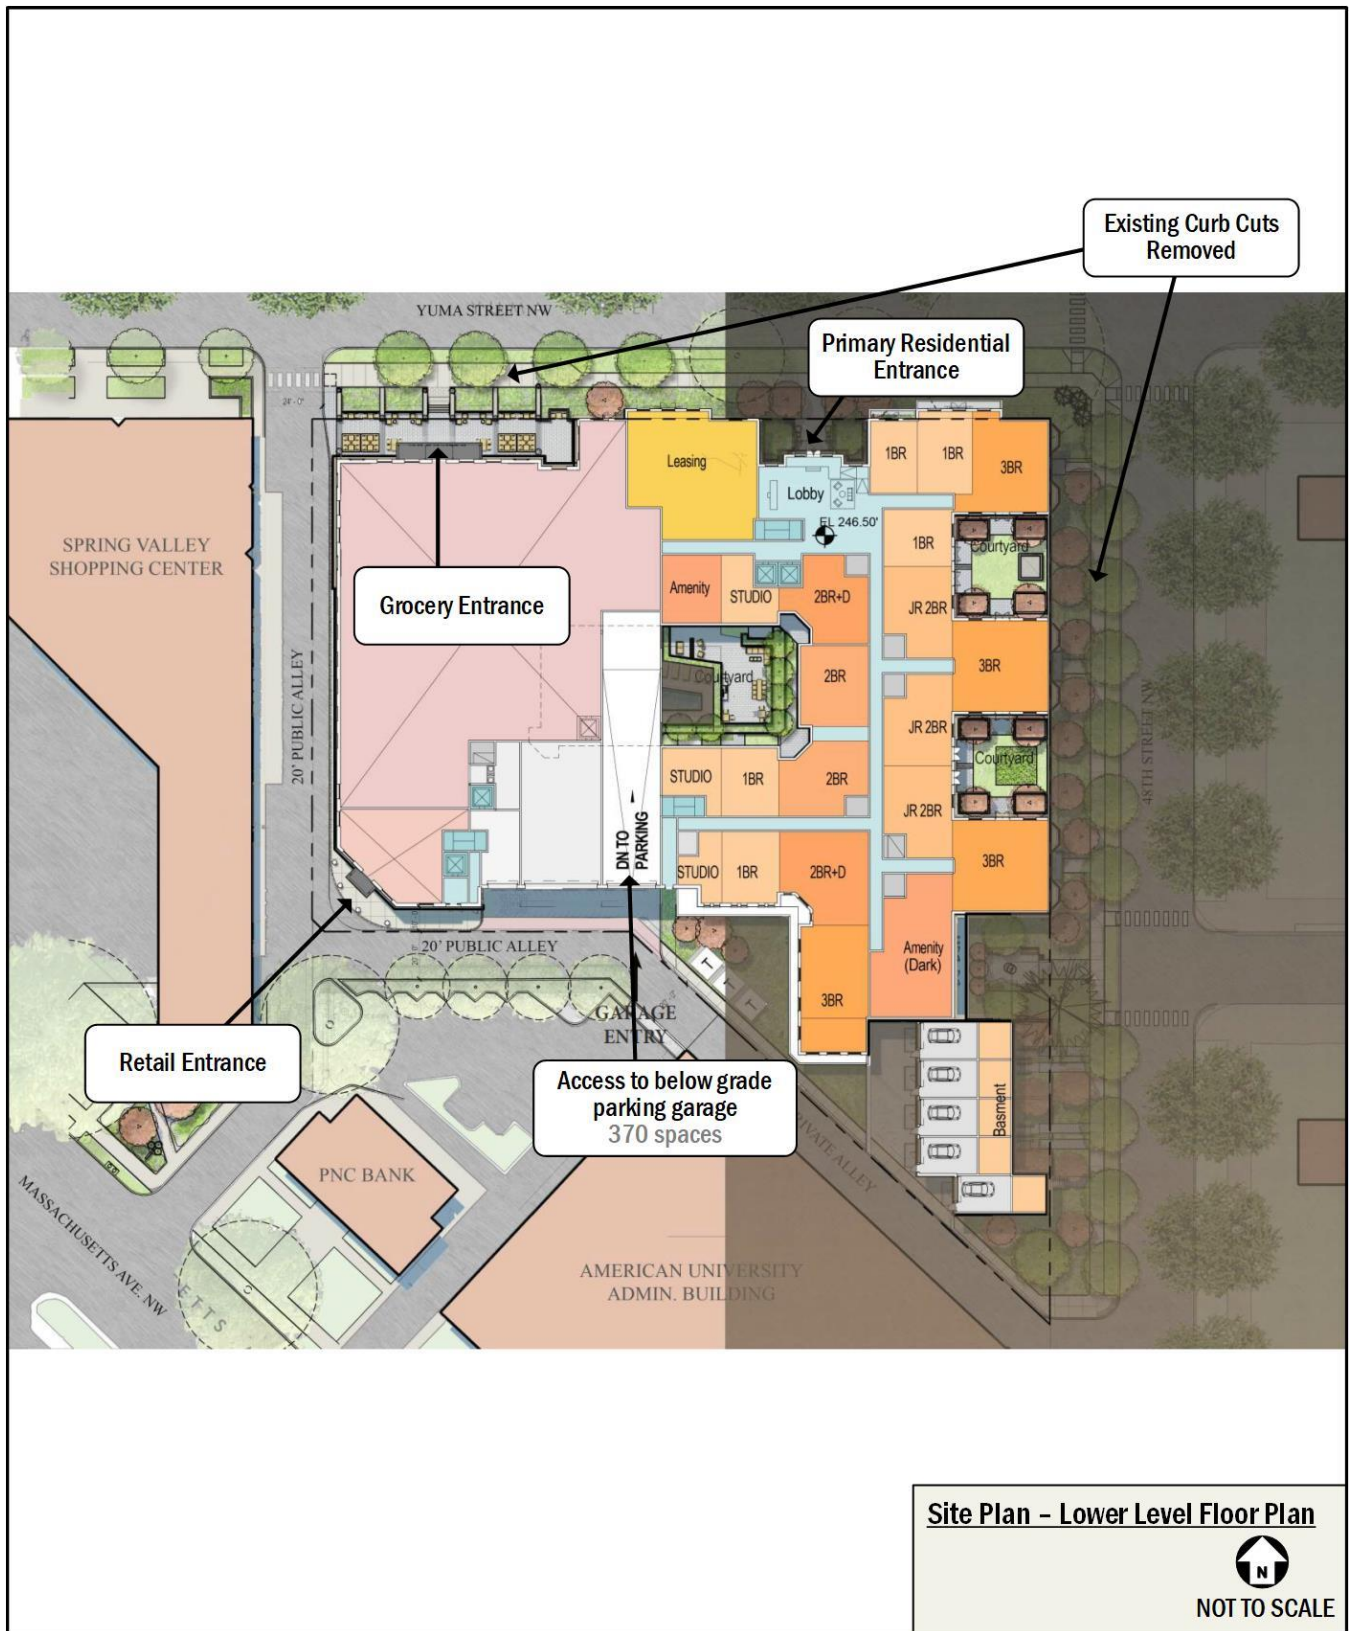 Existing Curb Cuts
Removed
YUMA STREET NW
Primary Residential
Entrance
24'-0"
1BR
1BR
3BR
Leasing
Lobby
EL 246.50'
SPRING VALLEY
SHOPPING CENTER
1BR
Courtyard
Grocery Entrance
Amenity
STUDIO
2BR+D
JR 2BR
20' PUBLIC ALLEY
Courtyard
2BR
3BR
48TH STREET NW
JR 2BR
Courtyard
STUDIO
1BR
2BR
JR 2BR
DN TO
PARKING
STUDIO
1BR
2BR+D
3BR
20' PUBLIC ALLEY
Amenity
(Dark)
T
T
T
3BR
GARAGE
ENTRY
Retail Entrance
Access to below grade
parking garage
370 spaces
Basment
PRIVATE ALLEY
PNC BANK
MASSACHUSETTS AVE. NW
ETTS
AMERICAN UNIVERSITY
ADMIN. BUILDING
Site Plan – Lower Level Floor Plan
N
NOT TO SCALE